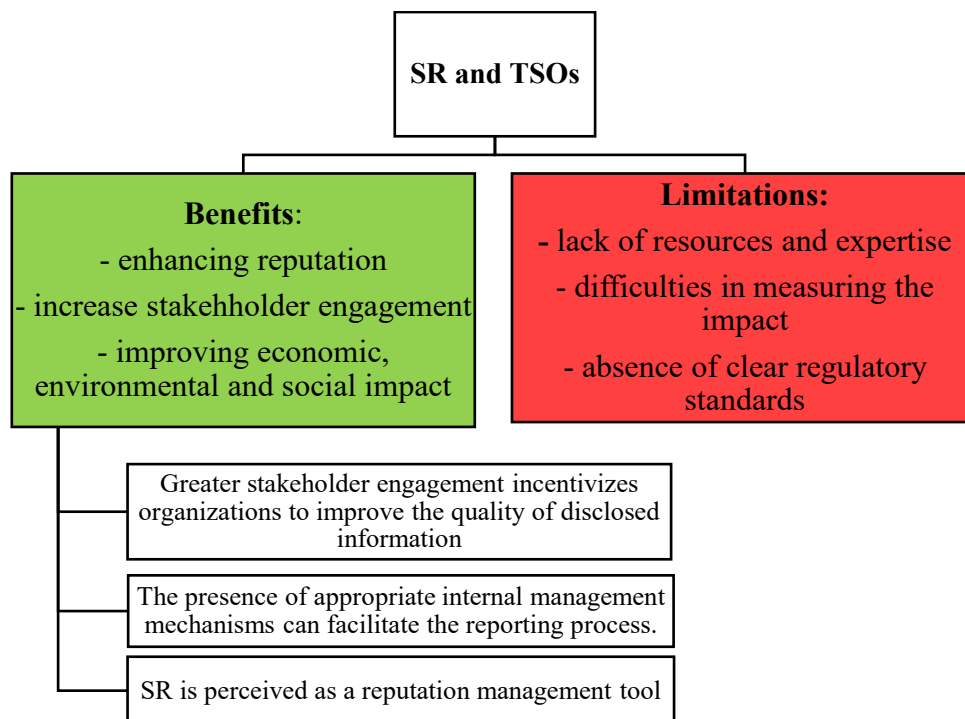 SR and TSOs
Benefits:
- enhancing reputation
- increase stakehholder engagement
- improving economic,
environmental and social impact
Limitations:
- lack of resources and expertise
- difficulties in measuring the
impact
- absence of clear regulatory
standards
Greater stakeholder engagement incentivizes
organizations to improve the quality of disclosed
information
The presence of appropriate internal management
mechanisms can facilitate the reporting process.
SR is perceived as a reputation management tool